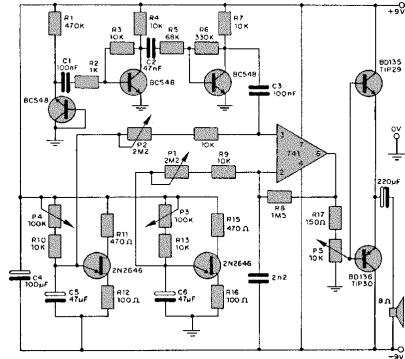 +9V
R1
470K
R3
10K
R4
10K
R5
68K
R6
330K
R7
10K
C1
100nF
R2
1K
C2
47nF
BC548
BC548
BC548
C3
100nF
BD135
TIP29
0V
P2
2M2
10K
3
7
741
6
2
4
P1
2M2
R9
10K
R8
1M5
220µF
P4
100K
R11
470Ω
P3
100K
R15
470Ω
R17
150Ω
R10
10K
R13
10K
P5
10K
2N2646
2N2646
BD136
TIP30
C4
100µF
C5
47µF
R12
100Ω
C6
47µF
R16
100Ω
2n2
8Ω
-9V